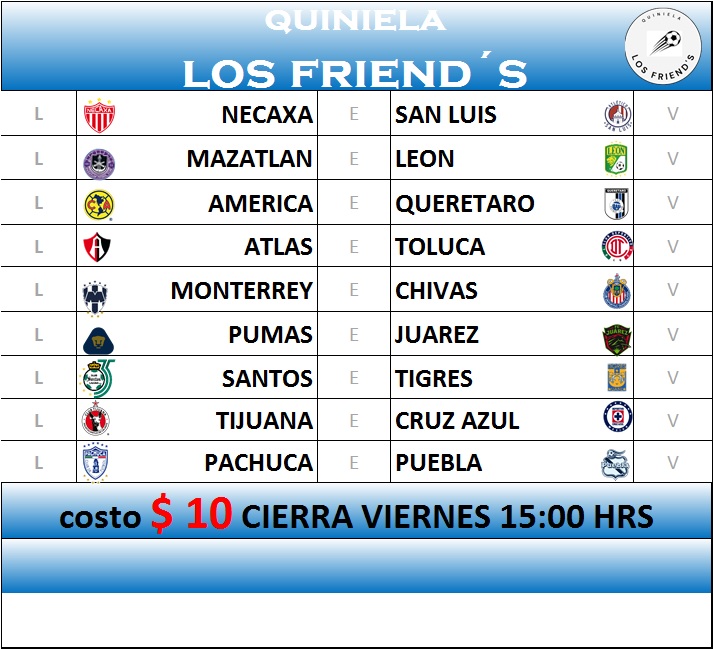 QUINIELA
LOS FRIEND´S
QUINIELA
LOS FRIEND'S
L NECAXA E SAN LUIS V
L MAZATLAN E LEON V
L AMERICA E QUERETARO V
L ATLAS E TOLUCA V
L MONTERREY E CHIVAS V
L PUMAS E JUAREZ V
L SANTOS E TIGRES V
L TIJUANA E CRUZ AZUL V
L PACHUCA E PUEBLA V
costo $ 10 CIERRA VIERNES 15:00 HRS